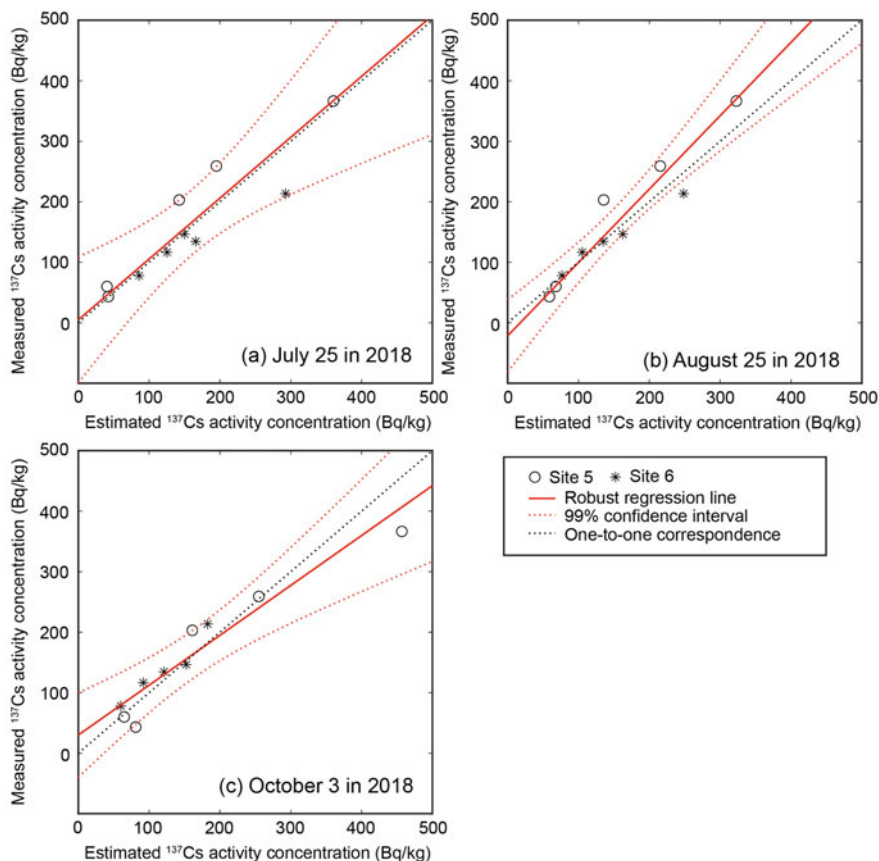 500
400
300
200
100
0
Measured ¹³⁷Cs activity concentration (Bq/kg)
(a) July 25 in 2018
0 100 200 300 400 500
Estimated ¹³⁷Cs activity concentration (Bq/kg)
500
400
300
200
100
0
Measured ¹³⁷Cs activity concentration (Bq/kg)
(b) August 25 in 2018
0 100 200 300 400 500
Estimated ¹³⁷Cs activity concentration (Bq/kg)
500
400
300
200
100
0
Measured ¹³⁷Cs activity concentration (Bq/kg)
(c) October 3 in 2018
0 100 200 300 400 500
Estimated ¹³⁷Cs activity concentration (Bq/kg)
Site 5 Site 6
Robust regression line
99% confidence interval
One-to-one correspondence